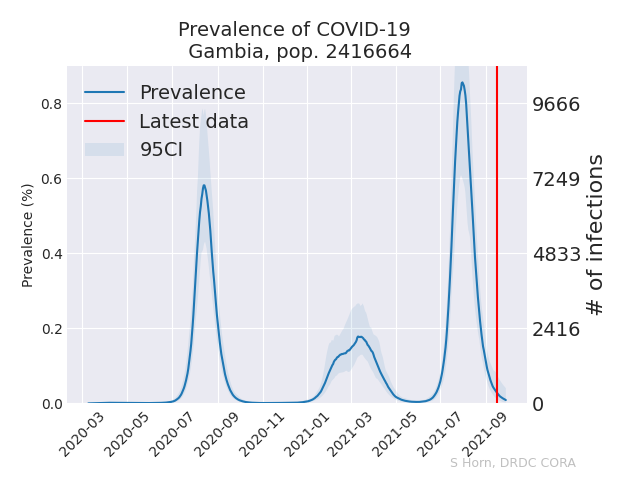 Prevalence of COVID-19
Gambia, pop. 2416664
Prevalence
Latest data
95CI
Prevalence (%)
0.8
0.6
0.4
0.2
0.0
9666
7249
4833
2416
0
# of infections
2020-03
2020-05
2020-07
2020-09
2020-11
2021-01
2021-03
2021-05
2021-07
2021-09
S Horn, DRDC CORA